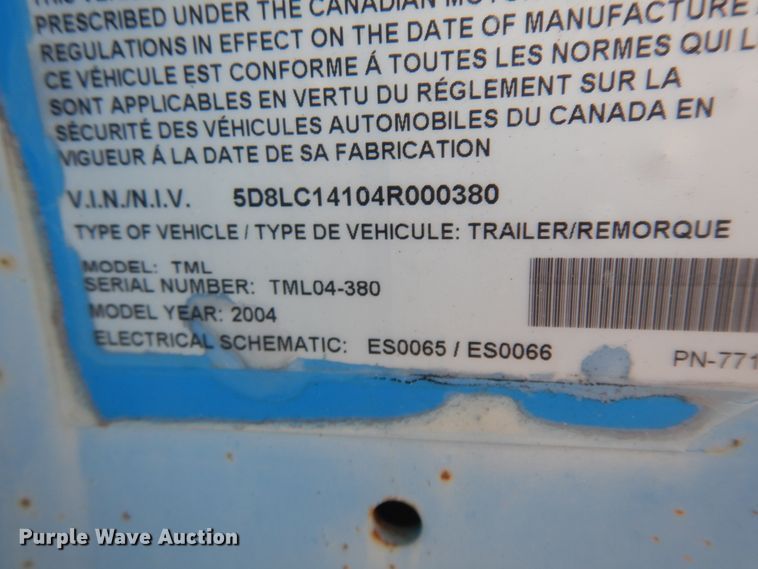 PRESCRIBED UNDER THE CANADIAN
REGULATIONS IN EFFECT ON THE DATE OF MANUFACTURE
CE VÉHICULE EST CONFORME Á TOUTES LES NORMES QUI
SONT APPLICABLES EN VERTU DU RÉGLEMENT SUR LA
SÉCURITÉ DES VÉHICULES AUTOMOBILES DU CANADA EN
VIGUEUR Á LA DATE DE SA FABRICATION
V.I.N./N.I.V. 5D8LC14104R000380
TYPE OF VEHICLE / TYPE DE VEHICULE: TRAILER/REMORQUE
MODEL: TML
SERIAL NUMBER: TML04-380
MODEL YEAR: 2004
ELECTRICAL SCHEMATIC: ES0065 / ES0066
PN-771
Purple Wave Auction